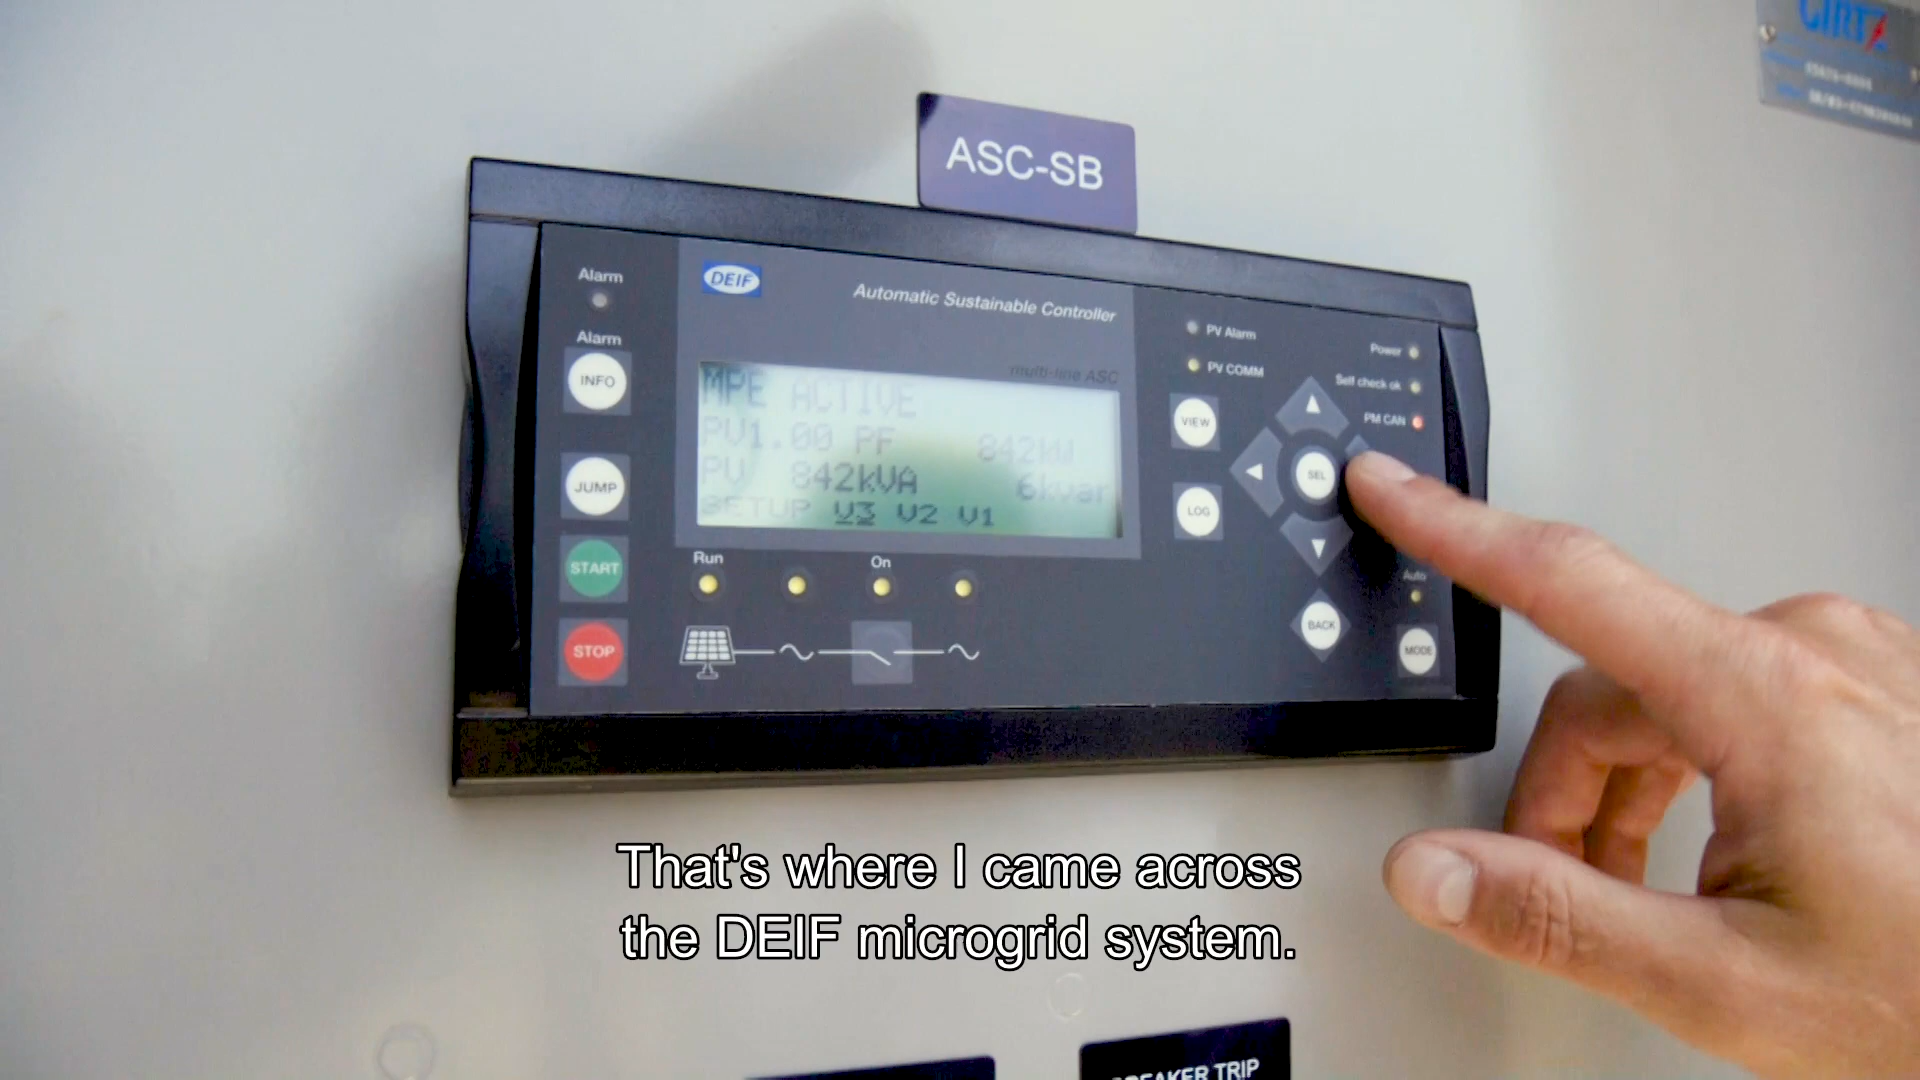 GIRTZ
ASC-SB
DEIF
Automatic Sustainable Controller
multi-line ASC
Alarm
Alarm
INFO
JUMP
START
STOP
MPE ACTIVE
PV1.00 PF 842kW
PV 842kVA 6kvar
SETUP V3 V2 V1
Run
On
PV Alarm
PV COMM
Power
Self check ok
PM CAN
VIEW
SEL
LOG
Auto
BACK
MODE
That's where I came across
the DEIF microgrid system.
TRIP